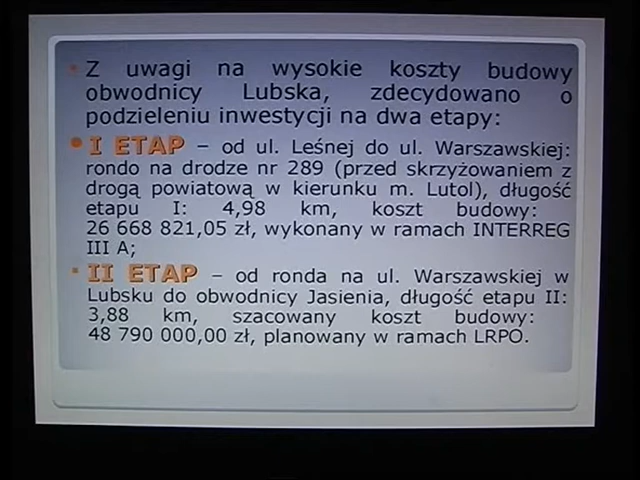 • Z uwagi na wysokie koszty budowy
obwodnicy Lubska, zdecydowano o
podzieleniu inwestycji na dwa etapy:
• I ETAP – od ul. Leśnej do ul. Warszawskiej:
rondo na drodze nr 289 (przed skrzyżowaniem z
drogą powiatową w kierunku m. Lutol), długość
etapu I: 4,98 km, koszt budowy:
26 668 821,05 zł, wykonany w ramach INTERREG
III A;
• II ETAP – od ronda na ul. Warszawskiej w
Lubsku do obwodnicy Jasienia, długość etapu II:
3,88 km, szacowany koszt budowy:
48 790 000,00 zł, planowany w ramach LRPO.